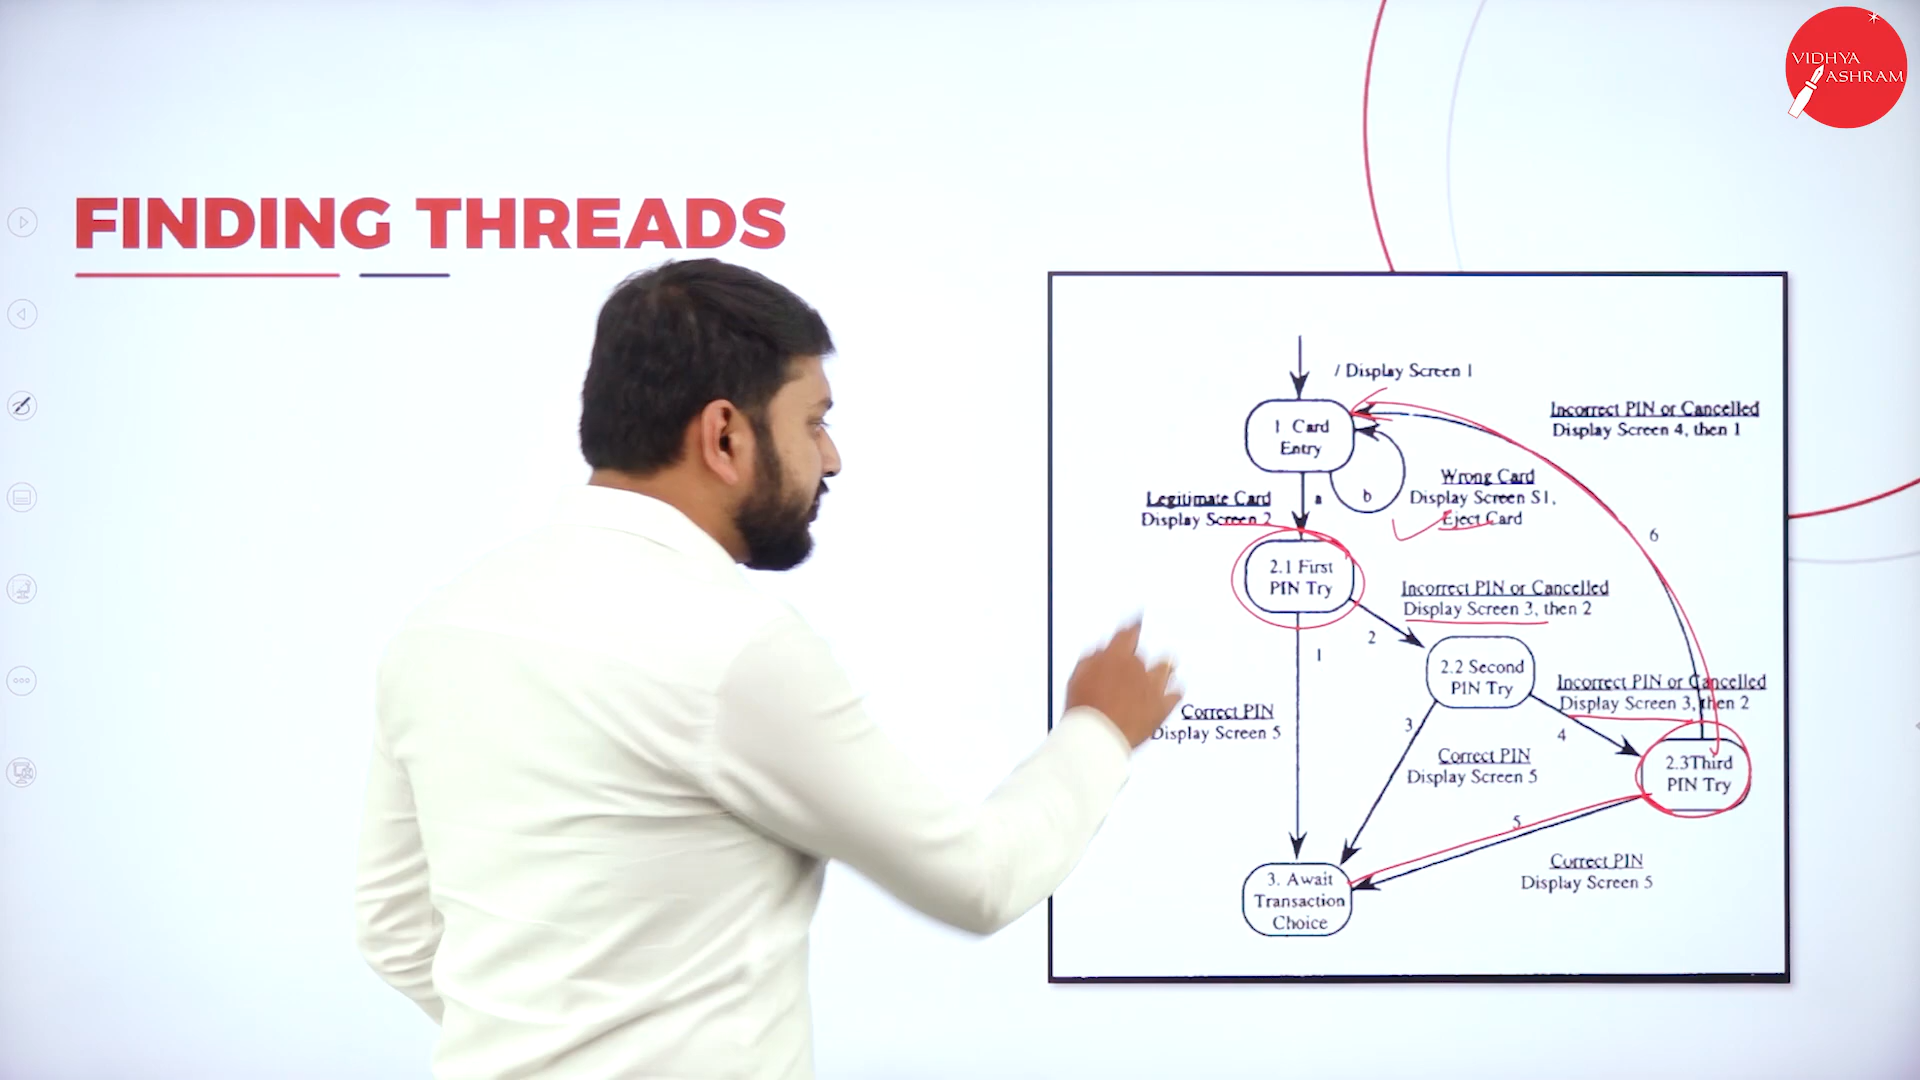 VIDHYA
ASHRAM
FINDING THREADS
/ Display Screen 1
1 Card
Entry
Incorrect PIN or Cancelled
Display Screen 4, then 1
Wrong Card
Display Screen S1,
Eject Card
Legitimate Card
Display Screen 2
a
b
6
2.1 First
PIN Try
Incorrect PIN or Cancelled
Display Screen 3, then 2
1
2
2.2 Second
PIN Try
Incorrect PIN or Cancelled
Display Screen 3, then 2
Correct PIN
Display Screen 5
3
4
Correct PIN
Display Screen 5
2.3Third
PIN Try
5
Correct PIN
Display Screen 5
3. Await
Transaction
Choice